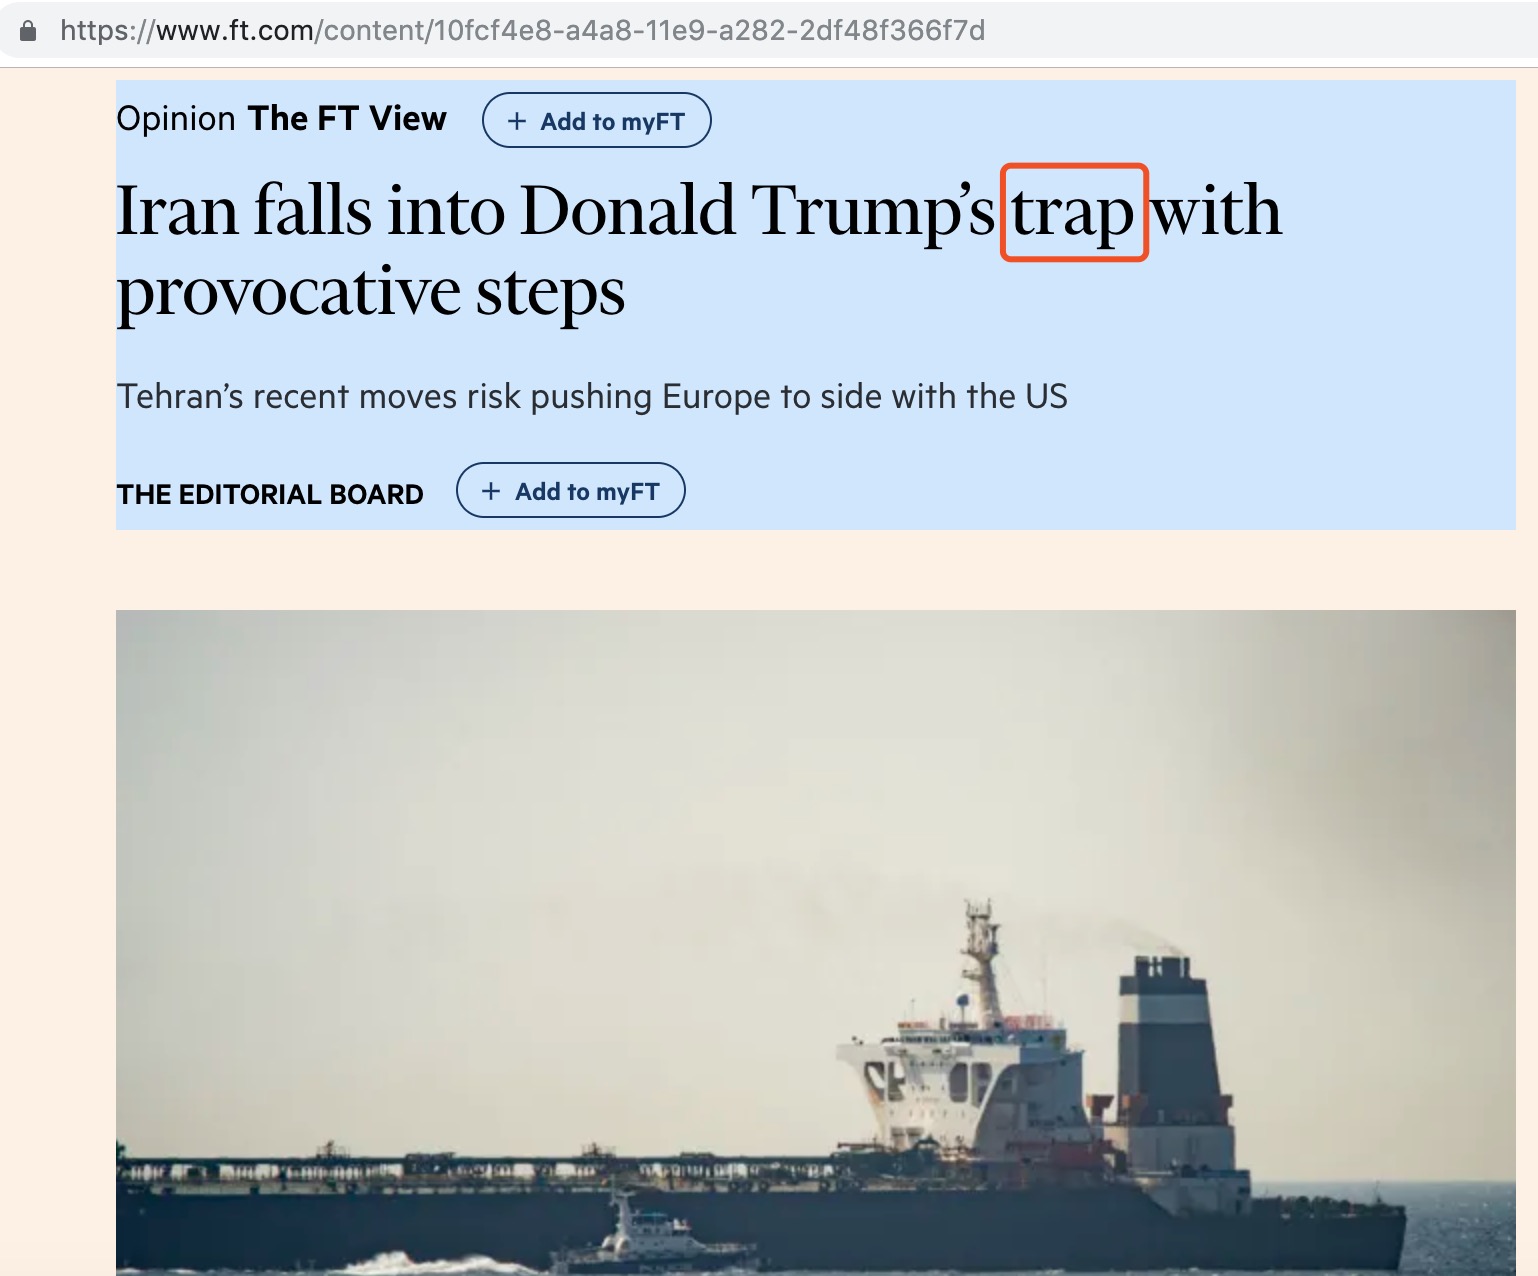 https://www.ft.com/content/10fcf4e8-a4a8-11e9-a282-2df48f366f7d
Opinion The FT View + Add to myFT
Iran falls into Donald Trump’s trap with
provocative steps
Tehran’s recent moves risk pushing Europe to side with the US
THE EDITORIAL BOARD + Add to myFT